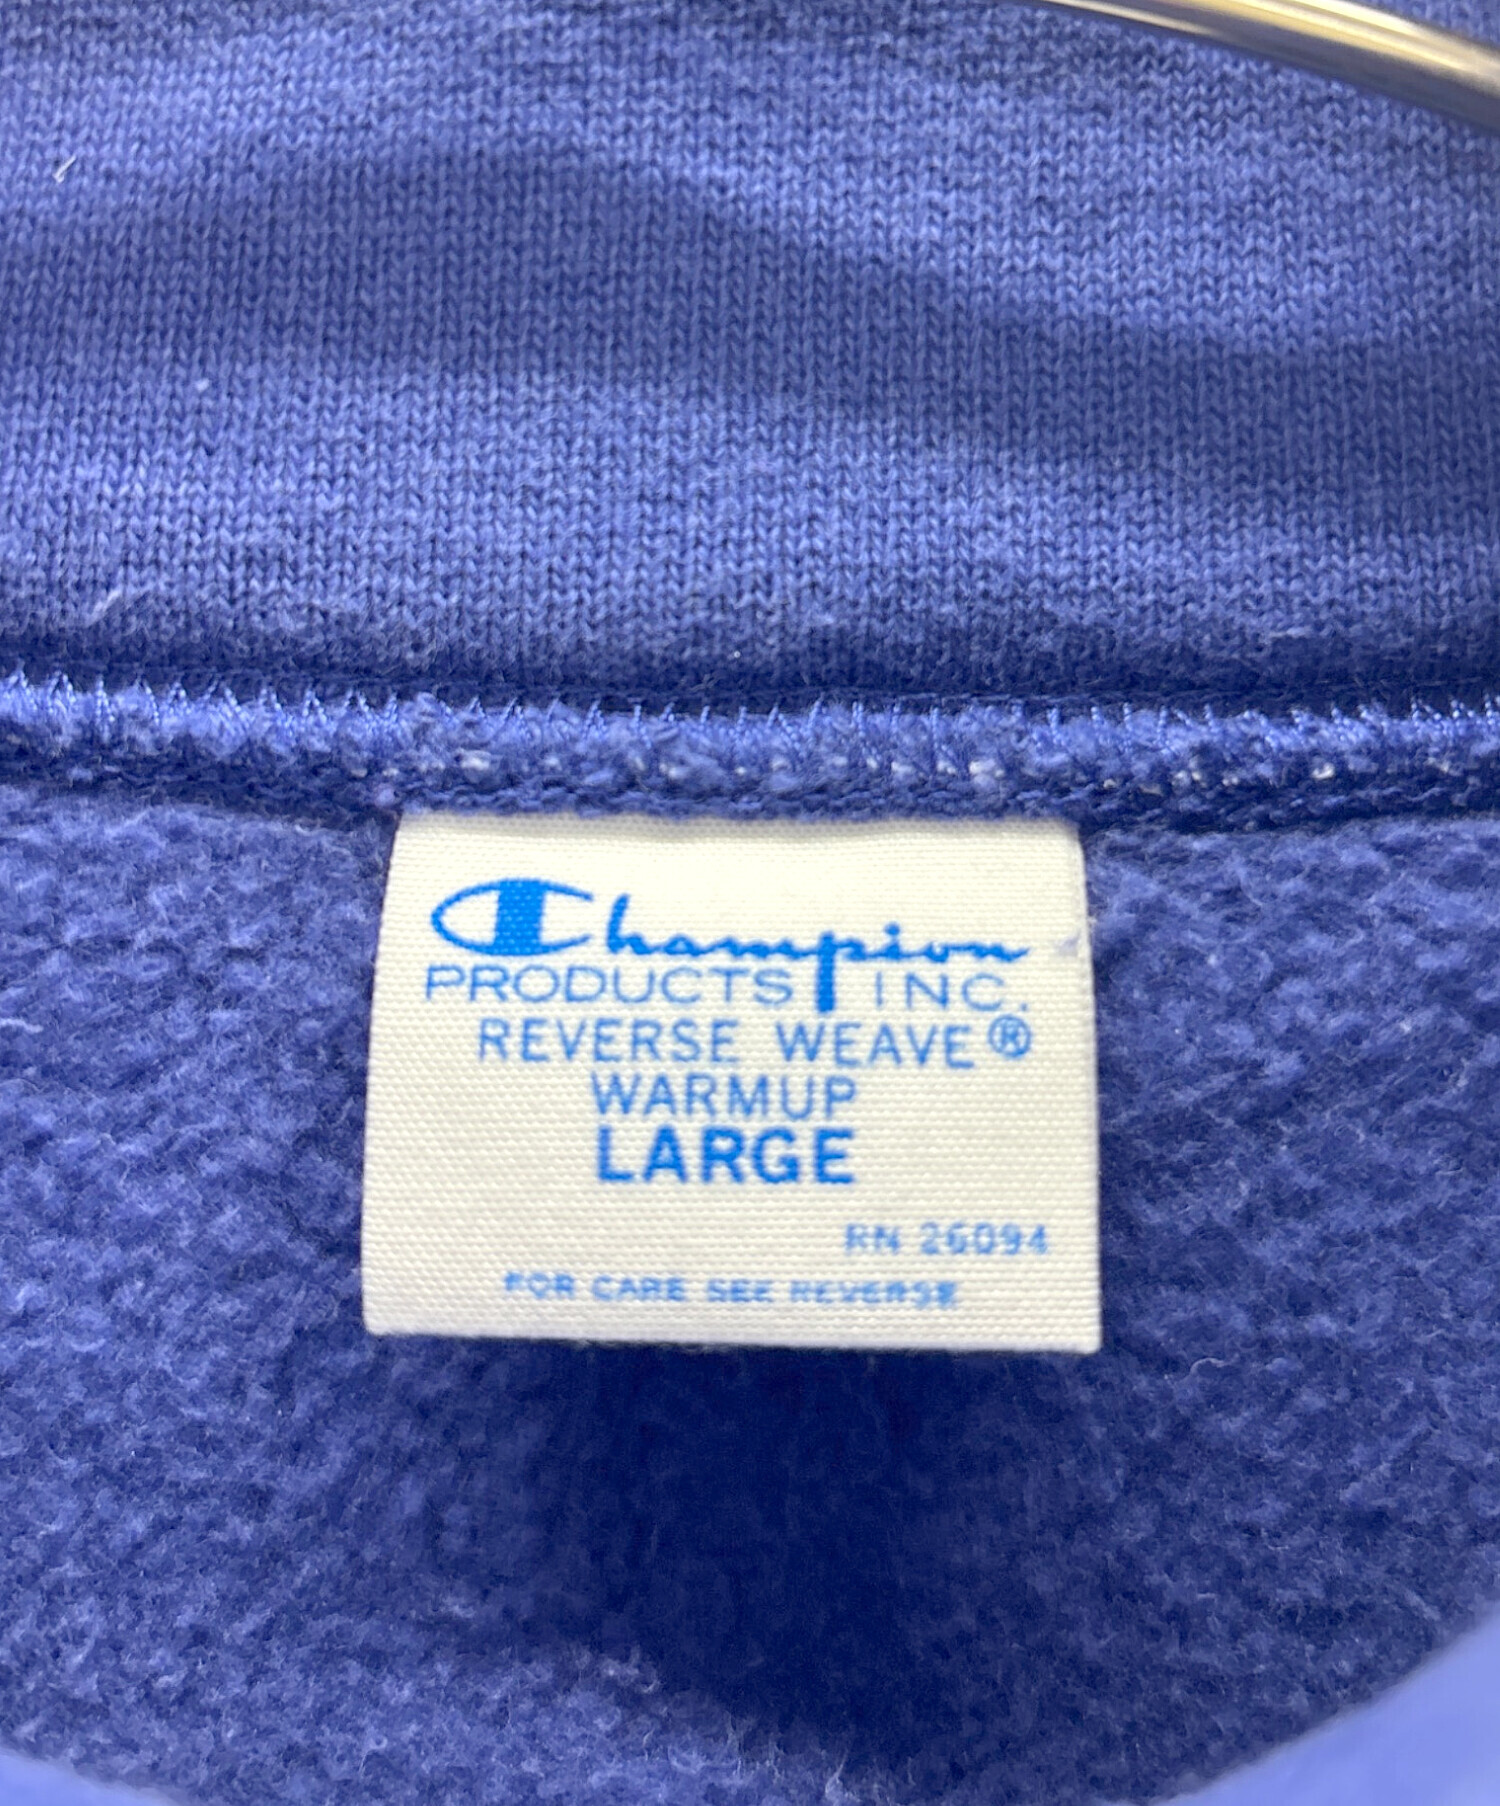 Champion
PRODUCTS INC.
REVERSE WEAVE®
WARMUP
LARGE
RN 26094
FOR CARE SEE REVERSE